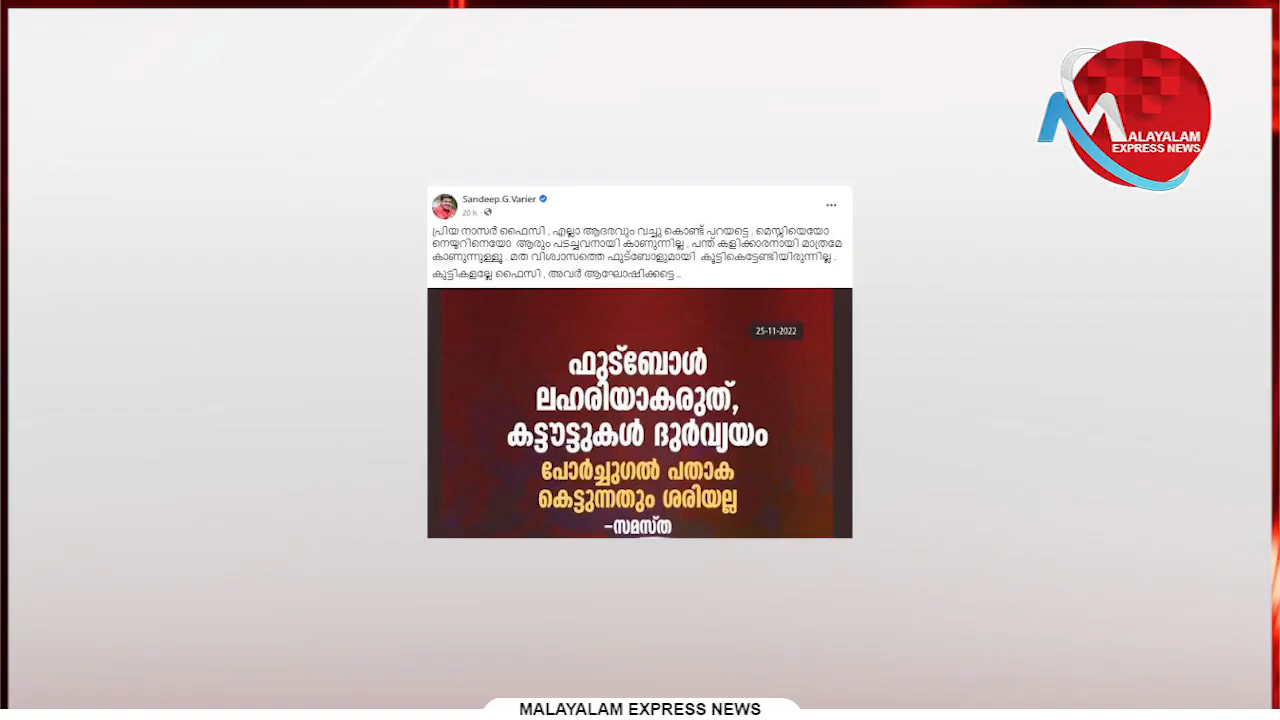 ALAYALAM
EXPRESS NEWS
Sandeep.G.Varier
20 h ·
പ്രിയ നാസർ ഫൈസി , എല്ലാ ആദരവും വച്ചു കൊണ്ട് പറയട്ടെ , മെസ്സിയെയോ
നെയ്മറിനെയോ ആരും പടച്ചവനായി കാണുന്നില്ല , പന്ത് കളിക്കാരനായി മാത്രമേ
കാണുന്നുള്ളൂ . മത വിശ്വാസത്തെ ഫുട്ബോളുമായി കൂട്ടികെട്ടേണ്ടിയിരുന്നില്ല .
കുട്ടികളല്ലേ ഫൈസി , അവർ ആഘോഷിക്കട്ടെ ..
25-11-2022
ഫുട്ബോൾ
ലഹരിയാകരുത്,
കട്ടൗട്ടുകൾ ദുർവ്യയം
പോർച്ചുഗൽ പതാക
കെട്ടുന്നതും ശരിയല്ല
-സമസ്ത
MALAYALAM EXPRESS NEWS